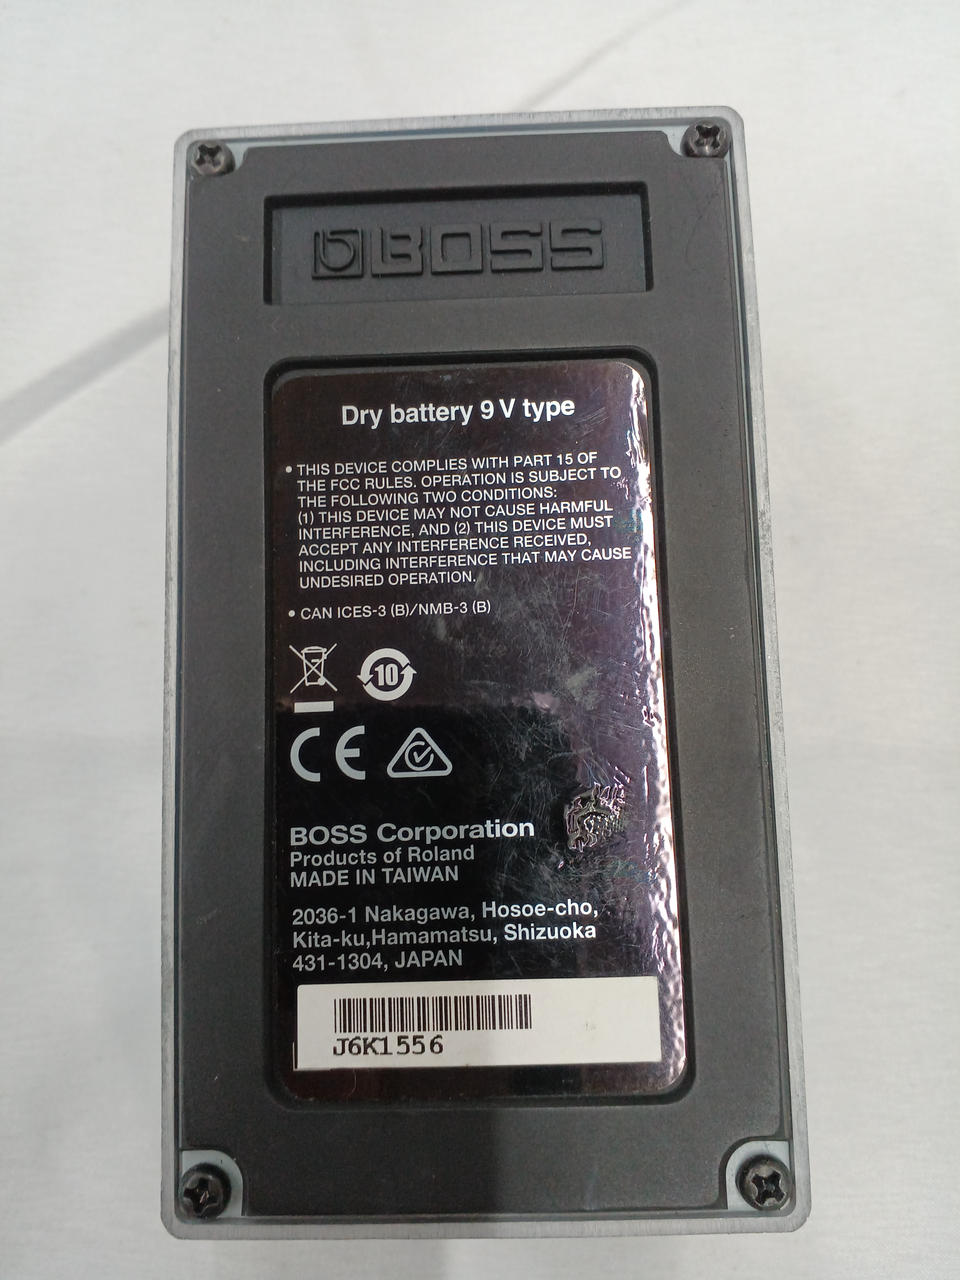 BOSS
Dry battery 9 V type
• THIS DEVICE COMPLIES WITH PART 15 OF
THE FCC RULES. OPERATION IS SUBJECT TO
THE FOLLOWING TWO CONDITIONS:
(1) THIS DEVICE MAY NOT CAUSE HARMFUL
INTERFERENCE, AND (2) THIS DEVICE MUST
ACCEPT ANY INTERFERENCE RECEIVED,
INCLUDING INTERFERENCE THAT MAY CAUSE
UNDESIRED OPERATION.
• CAN ICES-3 (B)/NMB-3 (B)
10
CE
BOSS Corporation
Products of Roland
MADE IN TAIWAN
2036-1 Nakagawa, Hosoe-cho,
Kita-ku,Hamamatsu, Shizuoka
431-1304, JAPAN
J6K1556